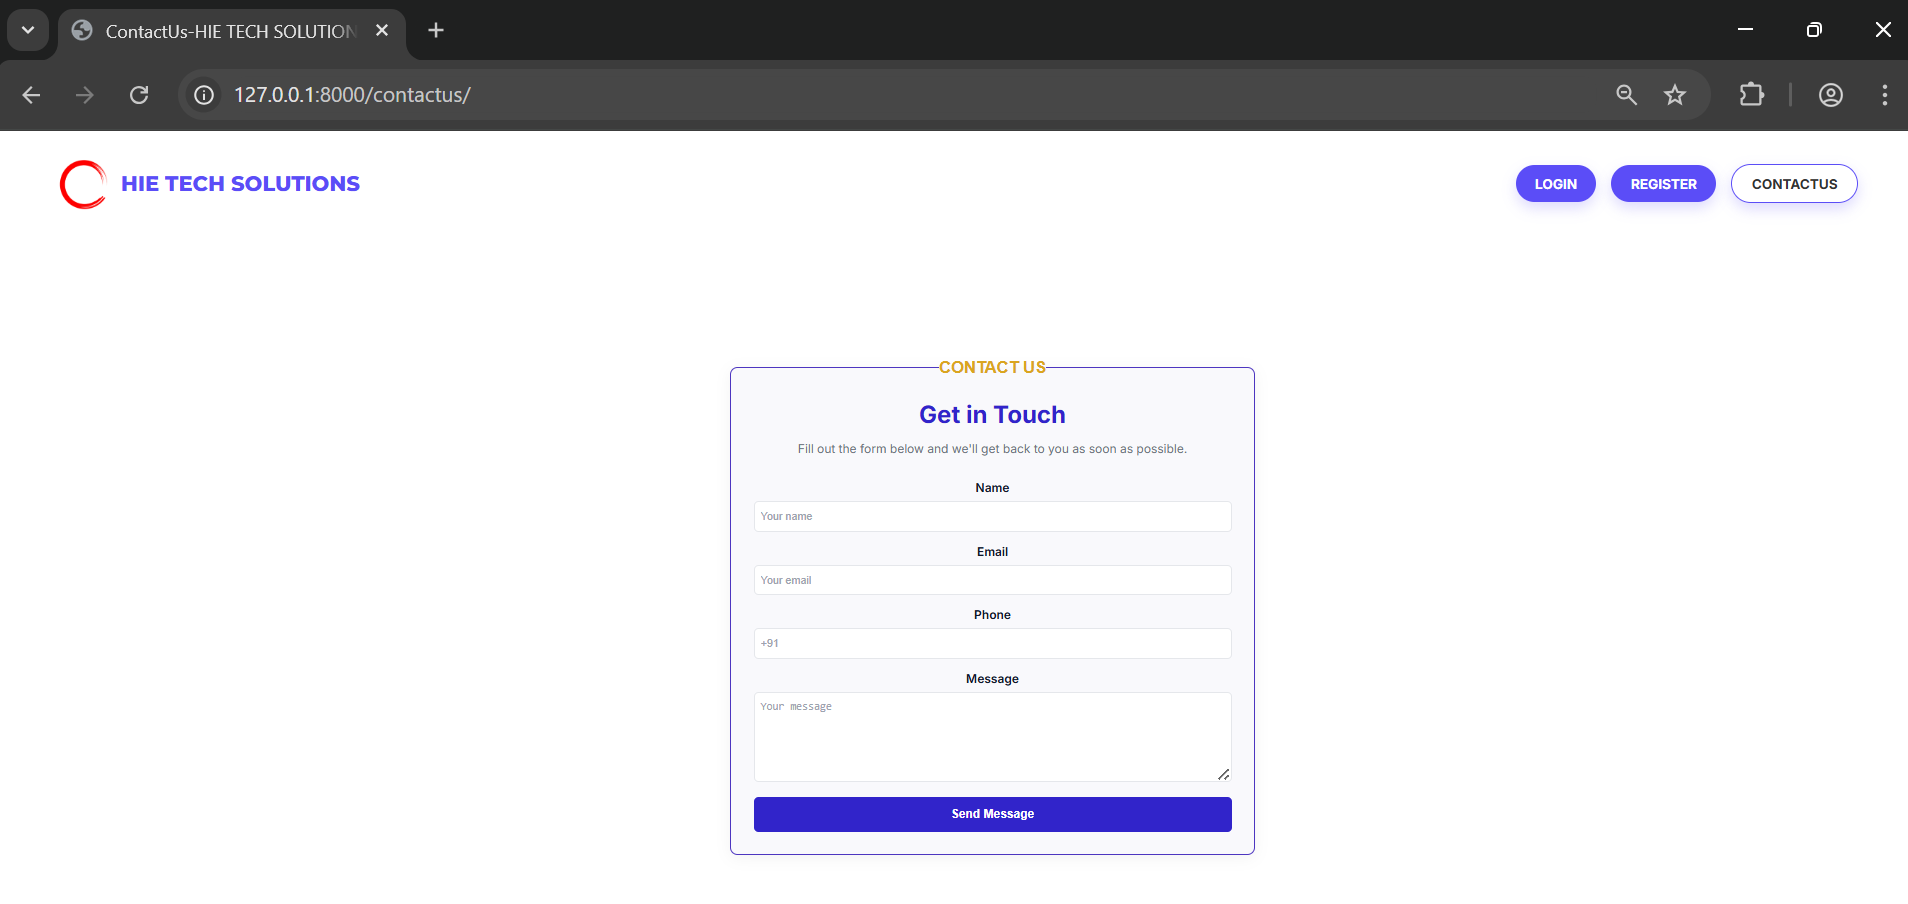 ContactUs-HIE TECH SOLUTION
127.0.0.1:8000/contactus/
HIE TECH SOLUTIONS
LOGIN
REGISTER
CONTACTUS
CONTACT US
Get in Touch
Fill out the form below and we'll get back to you as soon as possible.
Name
Your name
Email
Your email
Phone
+91
Message
Your message
Send Message